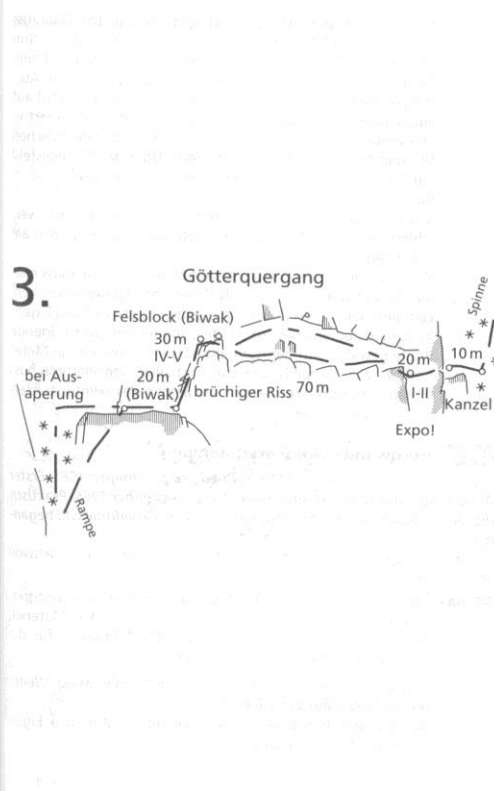 3.
Götterquergang
Spinne
Felsblock (Biwak)
30 m
IV-V
20 m
10 m
bei Aus-
aperung
20 m
(Biwak)
brüchiger Riss
70 m
I-II
Kanzel
Expo!
Rampe